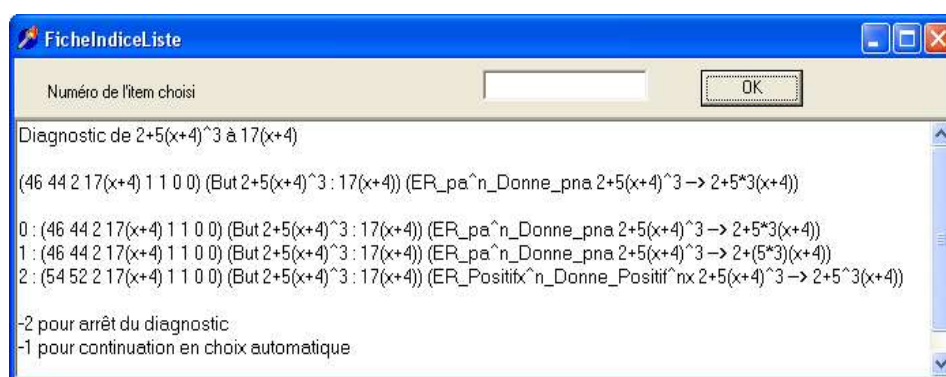 FicheIndiceListe
Numéro de l'item choisi
OK
Diagnostic de 2+5(x+4)^3 à 17(x+4)
(46 44 2 17(x+4) 1 1 0 0) (But 2+5(x+4)^3 : 17(x+4)) (ER_pa^n_Donne_pna 2+5(x+4)^3 --> 2+5*3(x+4))
0 : (46 44 2 17(x+4) 1 1 0 0) (But 2+5(x+4)^3 : 17(x+4)) (ER_pa^n_Donne_pna 2+5(x+4)^3 --> 2+5*3(x+4))
1 : (46 44 2 17(x+4) 1 1 0 0) (But 2+5(x+4)^3 : 17(x+4)) (ER_pa^n_Donne_pna 2+5(x+4)^3 --> 2+(5*3)(x+4))
2 : (54 52 2 17(x+4) 1 1 0 0) (But 2+5(x+4)^3 : 17(x+4)) (ER_Positifx^n_Donne_Positif^nx 2+5(x+4)^3 --> 2+5^3(x+4))
-2 pour arrêt du diagnostic
-1 pour continuation en choix automatique